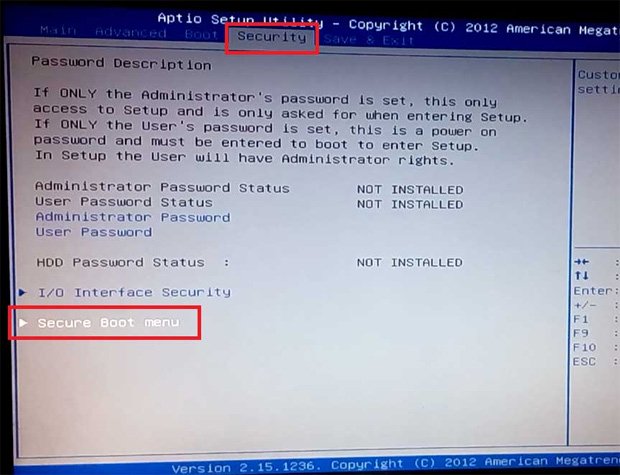 Aptio Setup Utility - Copyright (C) 2012 American Megatre
Main Advanced Boot Security Save & Exit
Password Description
If ONLY the Administrator's password is set, this only
access to Setup and is only asked for when entering Setup.
If ONLY the User's password is set, this is a power on
password and must be entered to boot to enter Setup.
In Setup the User will have Administrator rights.
Administrator Password Status NOT INSTALLED
User Password Status NOT INSTALLED
Administrator Password
User Password
HDD Password Status : NOT INSTALLED
I/O Interface Security
Secure Boot menu
Custo
setti
→← :
↑↓ :
Enter:
+/- :
F1 :
F9 :
F10 :
ESC :
Version 2.15.1236. Copyright (C) 2012 American Megatren